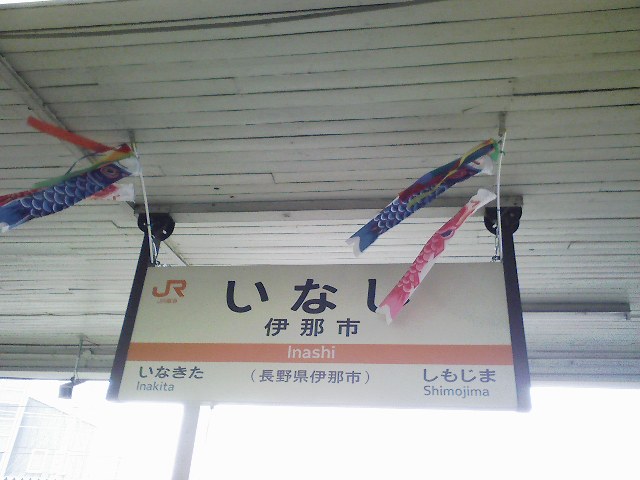 JR
いなし
伊那市
Inashi
いなきた
Inakita
(長野県伊那市)
しもじま
Shimojima